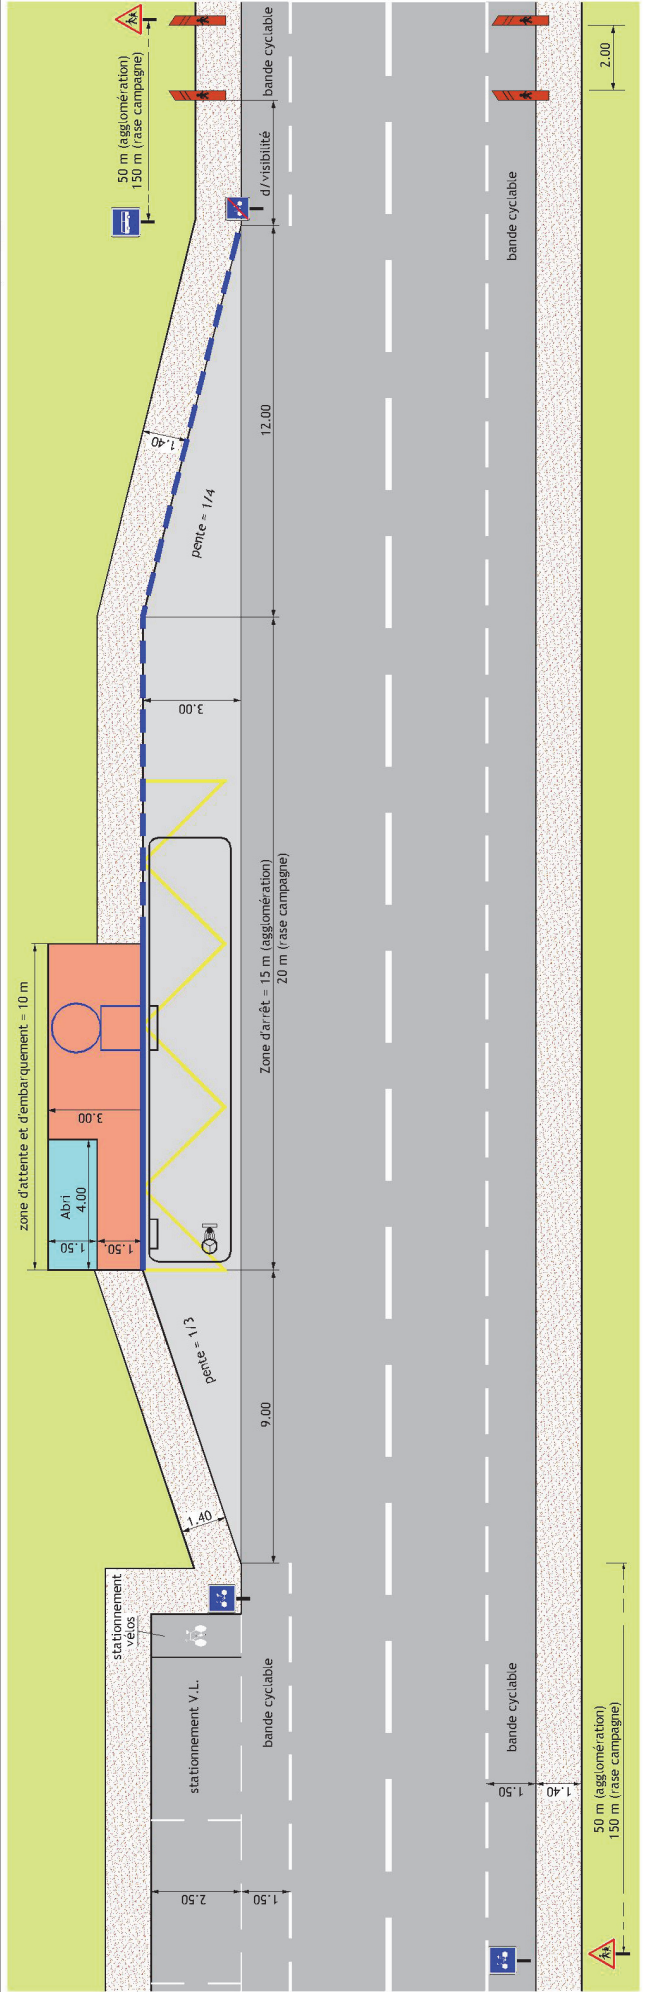 50 m (agglomération)
150 m (rase campagne)
bande cyclable
2.00
d/visibilité
bande cyclable
1.40
12.00
pente = 1/4
3.00
zone d'attente et d'embarquement = 10 m
Zone d'arrêt = 15 m (agglomération)
20 m (rase campagne)
3.00
Abri
4.00
1.50
1.50
pente = 1/3
9.00
1.40
stationnement
vélos
stationnement V.L.
bande cyclable
bande cyclable
2.50
1.50
1.50
1.40
50 m (agglomération)
150 m (rase campagne)